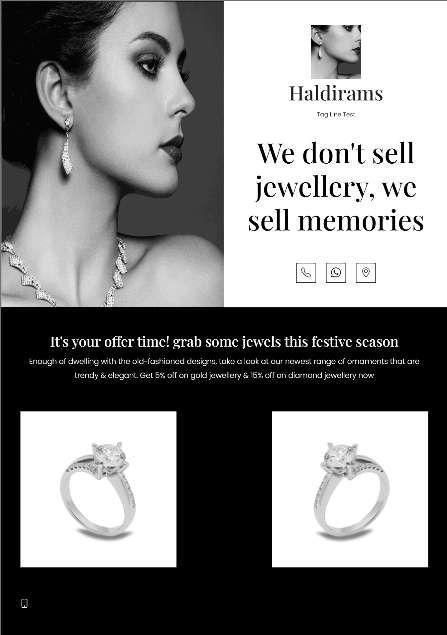 Haldirams
Tag Line Test
We don't sell
jewellery, we
sell memories
It's your offer time! grab some jewels this festive season
Enough of dwelling with the old-fashioned designs, take a look at our newest range of ornaments that are
trendy & elegant. Get 5% off on gold jewellery & 15% off on diamond jewellery now